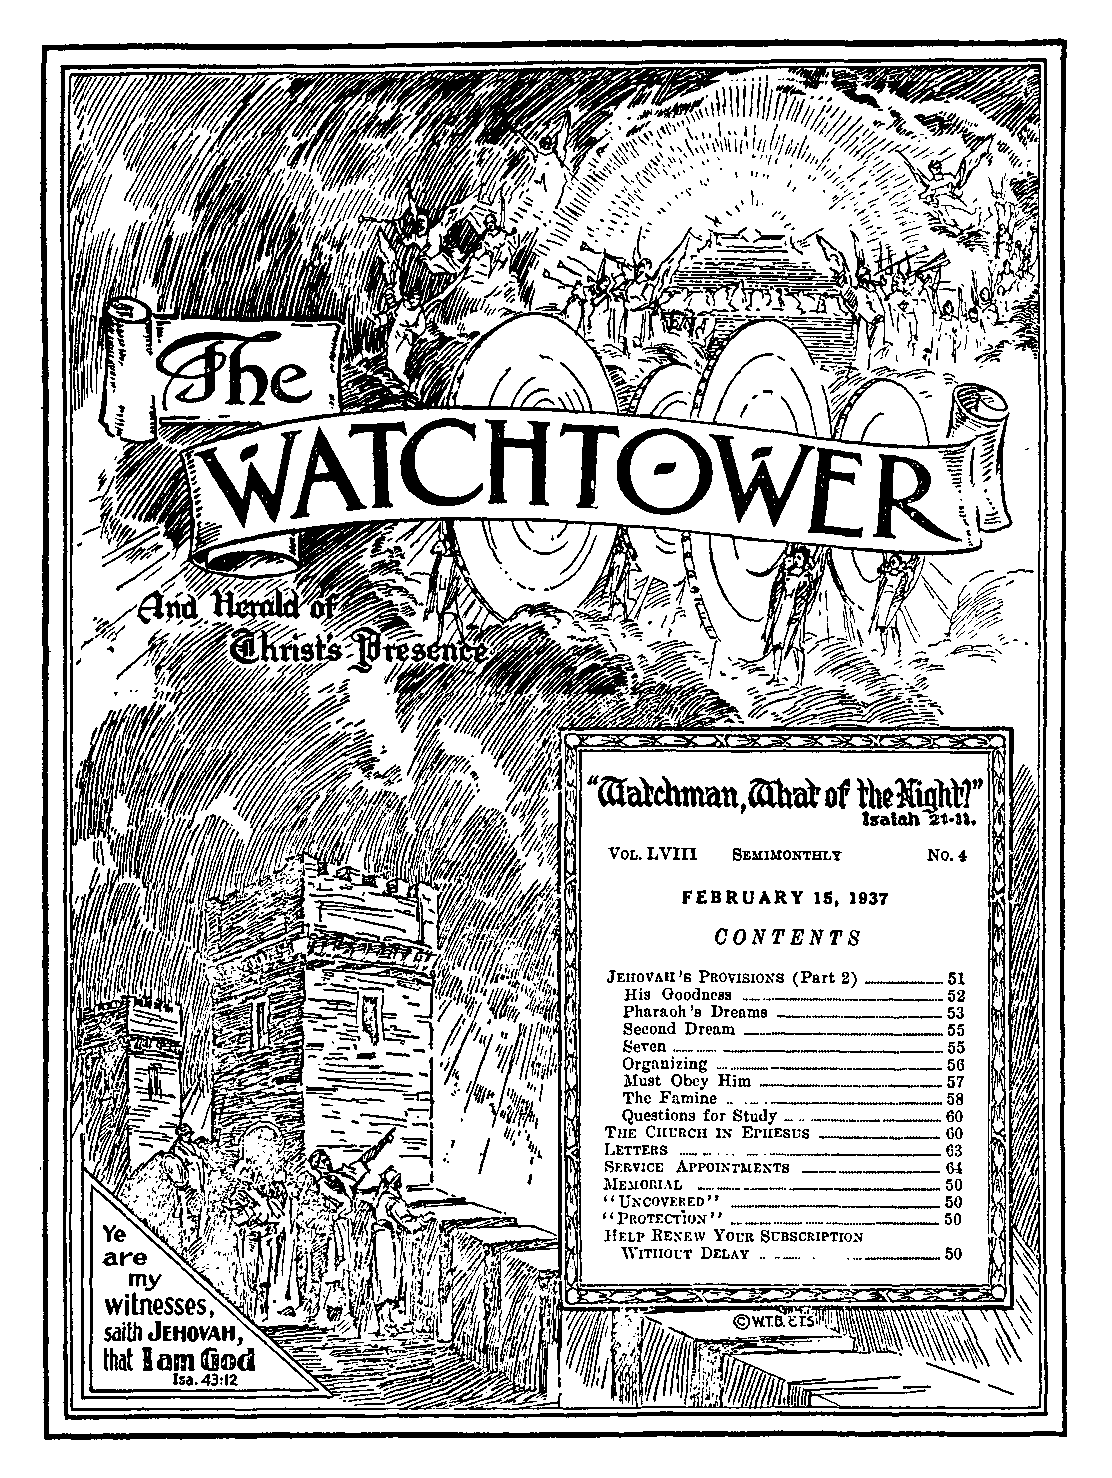 The
WATCHTOWER
And Herald of
Christ's Presence
"Watchman, What of the Night?"
Isaiah 21-11.
VOL. LVIII SEMIMONTHLY No. 4
FEBRUARY 15, 1937
CONTENTS
JEHOVAH'S PROVISIONS (Part 2) 51
His Goodness 52
Pharaoh's Dreams 53
Second Dream 55
Seven 55
Organizing 56
Must Obey Him 57
The Famine 58
Questions for Study 60
THE CHURCH IN EPHESUS 60
LETTERS 63
SERVICE APPOINTMENTS 64
MEMORIAL 50
"UNCOVERED" 50
"PROTECTION" 50
HELP RENEW YOUR SUBSCRIPTION
WITHOUT DELAY 50
Ye
are
my
witnesses,
saith JEHOVAH,
that I am God
Isa. 43:12
©W.T.B. & T.S.